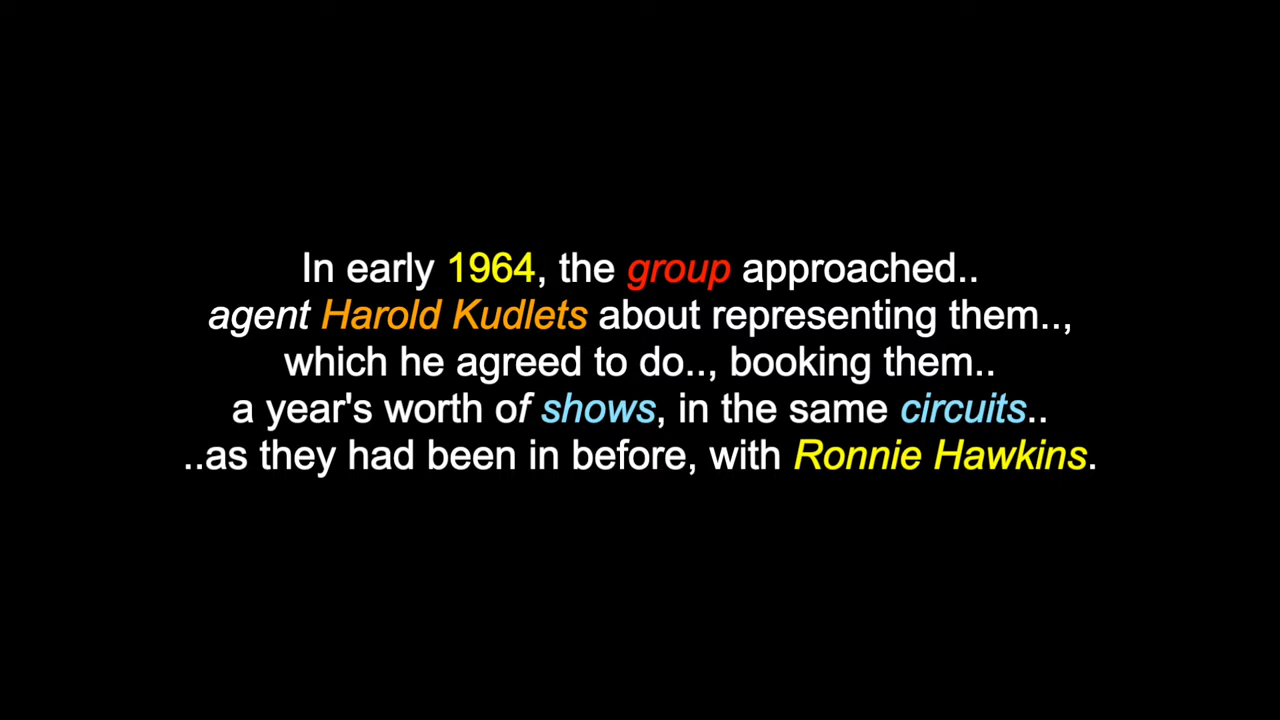 In early 1964, the group approached..
agent Harold Kudlets about representing them..,
which he agreed to do.., booking them..
a year's worth of shows, in the same circuits..
..as they had been in before, with Ronnie Hawkins.